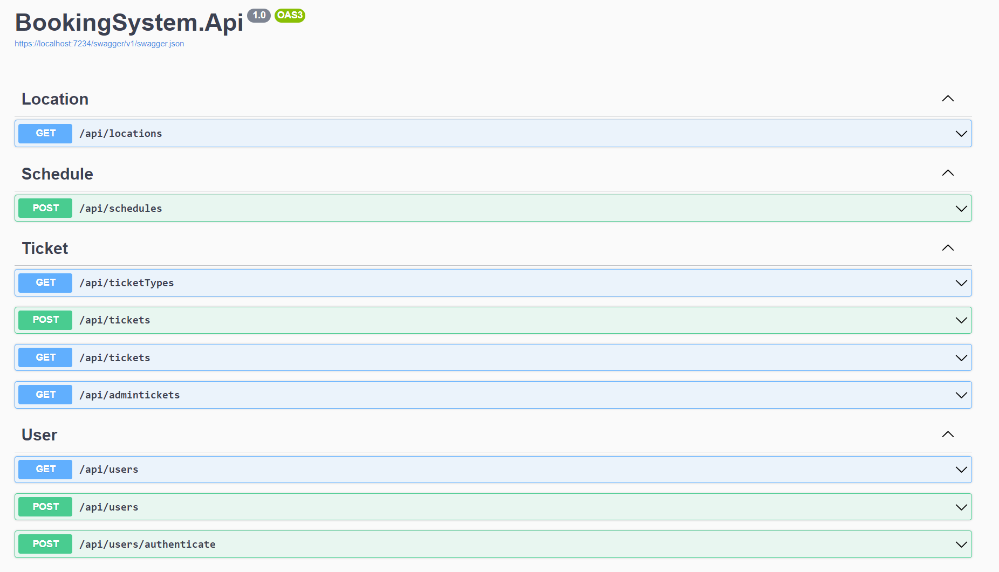 BookingSystem.Api 1.0 OAS3
https://localhost:7234/swagger/v1/swagger.json
Location
GET /api/locations
Schedule
POST /api/schedules
Ticket
GET /api/ticketTypes
POST /api/tickets
GET /api/tickets
GET /api/admintickets
User
GET /api/users
POST /api/users
POST /api/users/authenticate